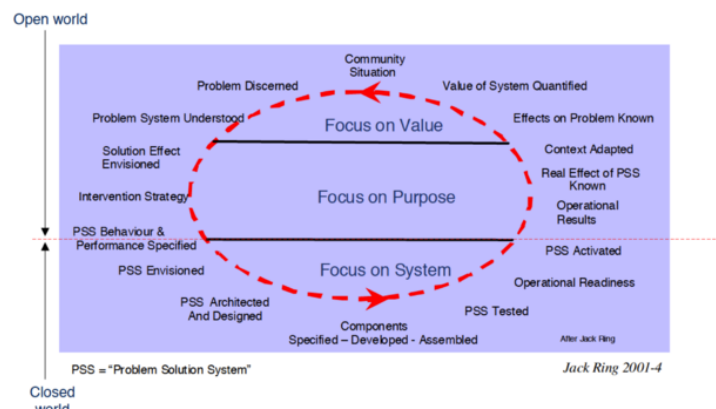 Open world
Community
Situation
Problem Discerned
Value of System Quantified
Problem System Understood
Effects on Problem Known
Focus on Value
Solution Effect
Envisioned
Context Adapted
Real Effect of PSS
Known
Intervention Strategy
Focus on Purpose
Operational
Results
PSS Behaviour &
Performance Specified
PSS Activated
PSS Envisioned
Focus on System
Operational Readiness
PSS Architected
And Designed
PSS Tested
Components
Specified – Developed - Assembled
After Jack Ring
PSS = “Problem Solution System”
Jack Ring 2001-4
Closed
world